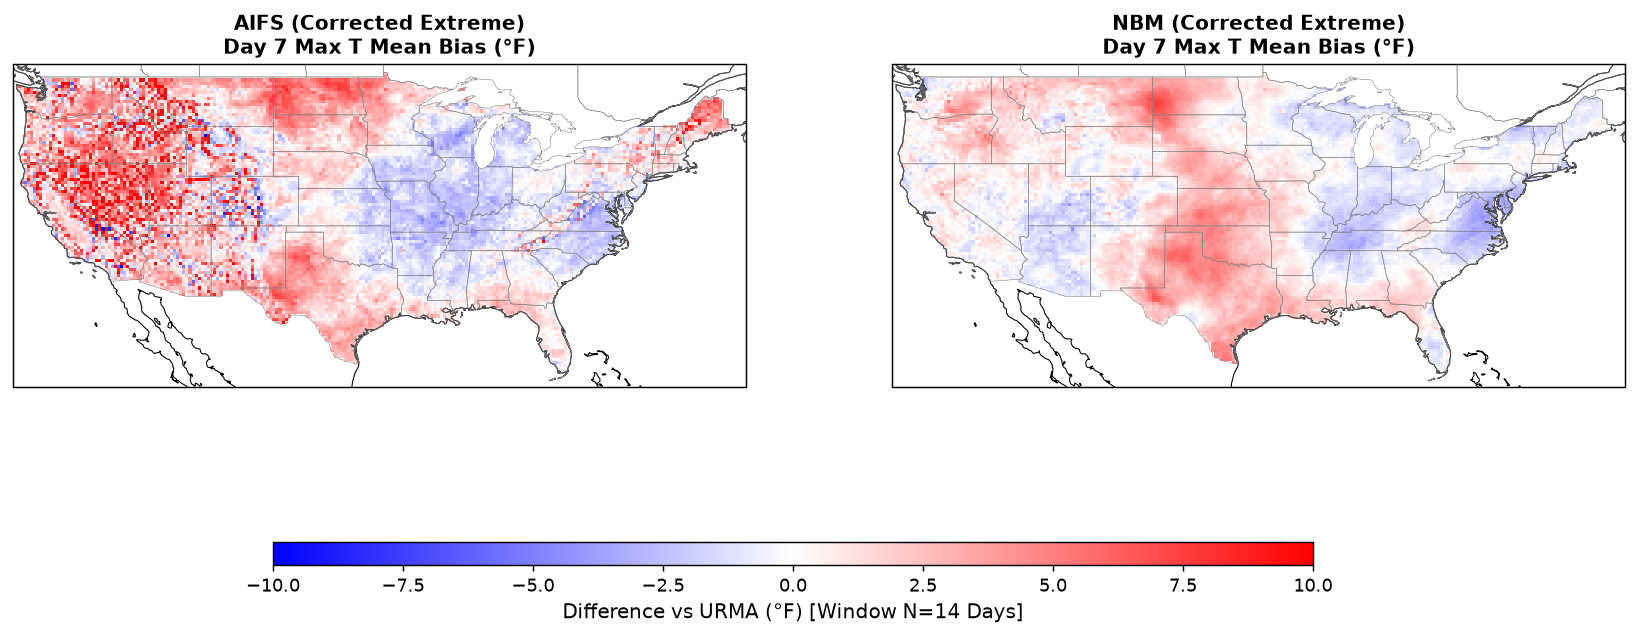 AIFS (Corrected Extreme)
Day 7 Max T Mean Bias (°F)
NBM (Corrected Extreme)
Day 7 Max T Mean Bias (°F)
−10.0 −7.5 −5.0 −2.5 0.0 2.5 5.0 7.5 10.0
Difference vs URMA (°F) [Window N=14 Days]